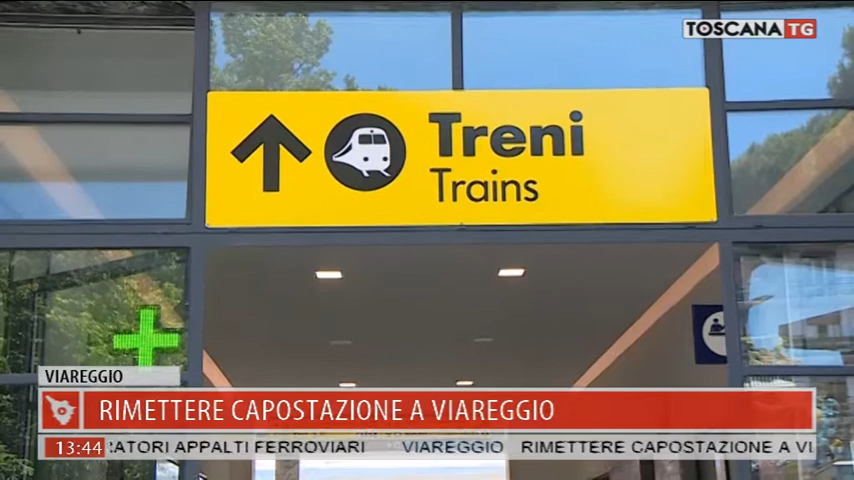 TOSCANA TG
Treni
Trains
VIAREGGIO
RIMETTERE CAPOSTAZIONE A VIAREGGIO
13:44 ATORI APPALTI FERROVIARI VIAREGGIO RIMETTERE CAPOSTAZIONE A VI